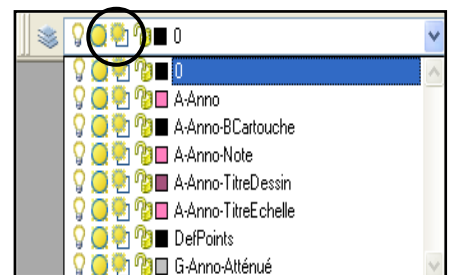 0
0
A-Anno
A-Anno-BCartouche
A-Anno-Note
A-Anno-TitreDessin
A-Anno-TitreEchelle
DefPoints
G-Anno-Atténué